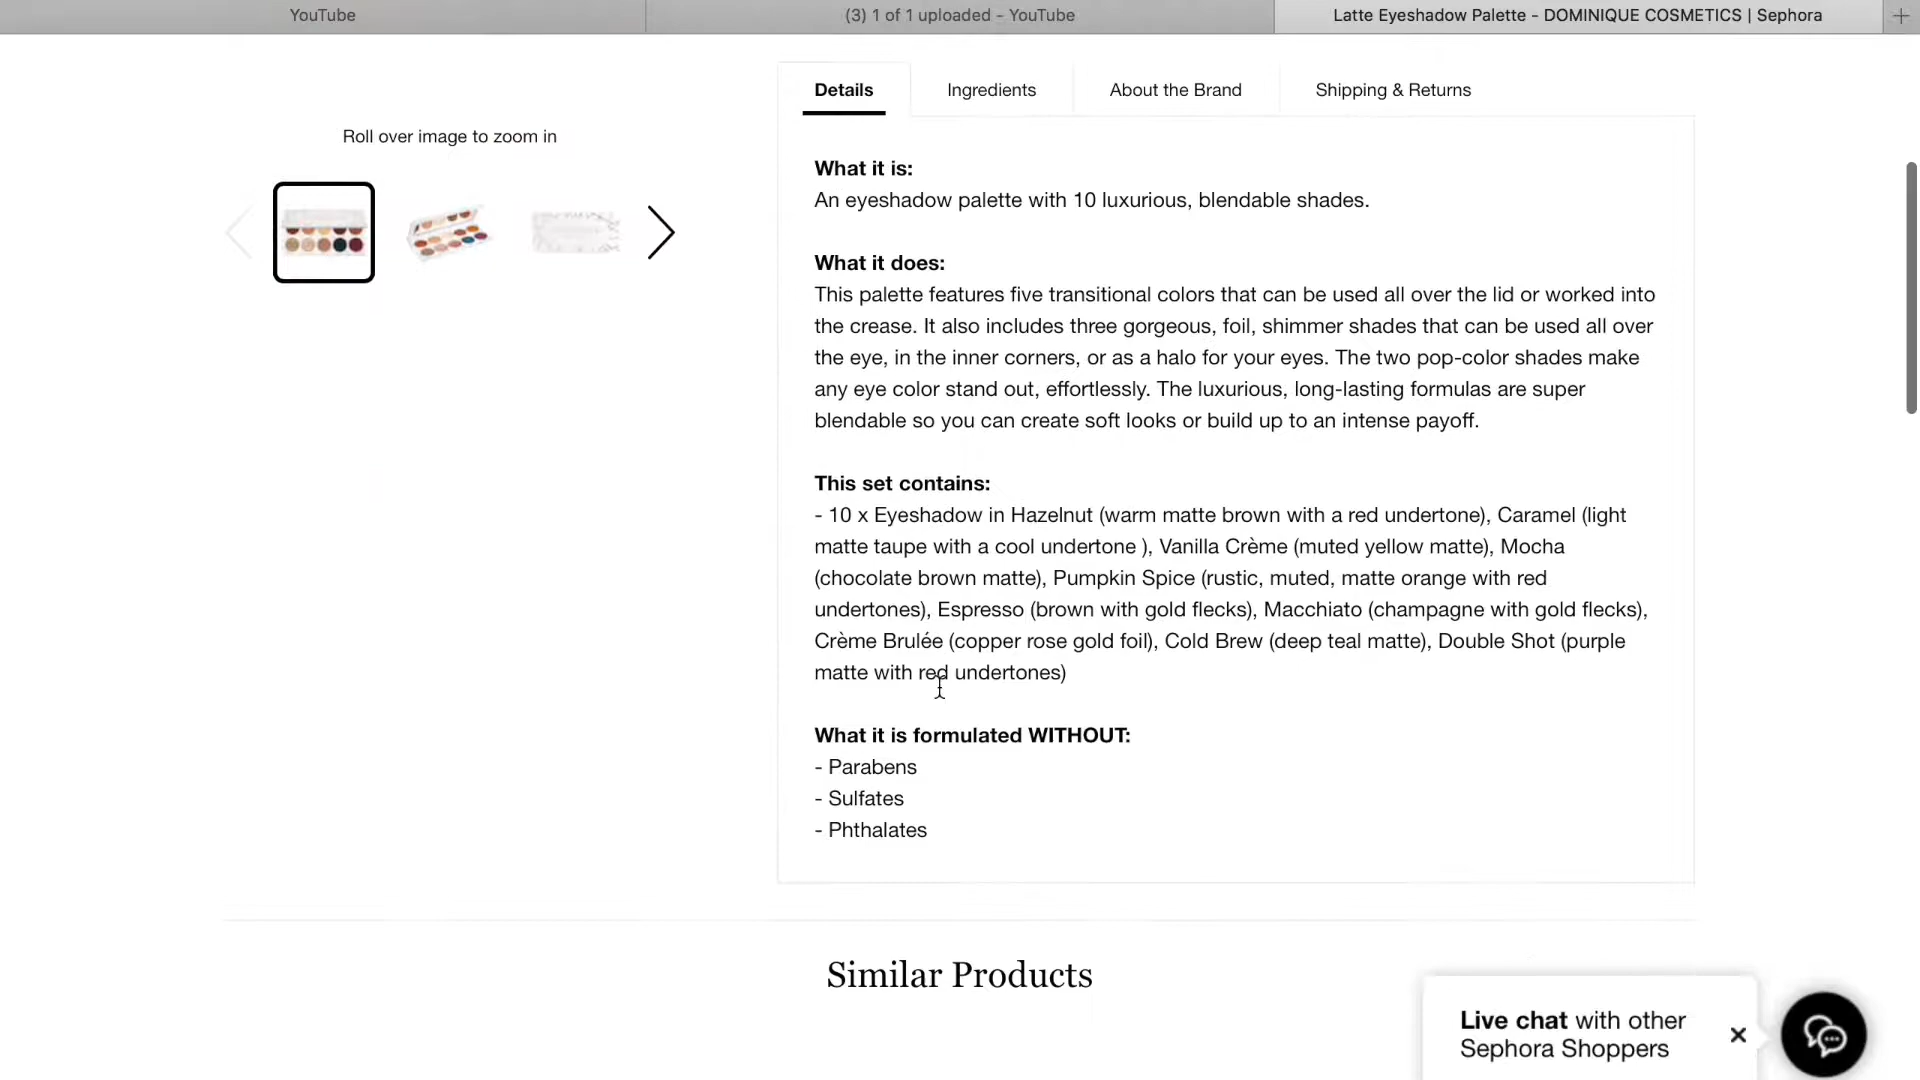 YouTube
(3) 1 of 1 uploaded - YouTube
Latte Eyeshadow Palette - DOMINIQUE COSMETICS | Sephora
Details
Ingredients
About the Brand
Shipping & Returns
Roll over image to zoom in
What it is:
An eyeshadow palette with 10 luxurious, blendable shades.
What it does:
This palette features five transitional colors that can be used all over the lid or worked into
the crease. It also includes three gorgeous, foil, shimmer shades that can be used all over
the eye, in the inner corners, or as a halo for your eyes. The two pop-color shades make
any eye color stand out, effortlessly. The luxurious, long-lasting formulas are super
blendable so you can create soft looks or build up to an intense payoff.
This set contains:
- 10 x Eyeshadow in Hazelnut (warm matte brown with a red undertone), Caramel (light
matte taupe with a cool undertone ), Vanilla Crème (muted yellow matte), Mocha
(chocolate brown matte), Pumpkin Spice (rustic, muted, matte orange with red
undertones), Espresso (brown with gold flecks), Macchiato (champagne with gold flecks),
Crème Brulée (copper rose gold foil), Cold Brew (deep teal matte), Double Shot (purple
matte with red undertones)
What it is formulated WITHOUT:
- Parabens
- Sulfates
- Phthalates
Similar Products
Live chat with other
Sephora Shoppers